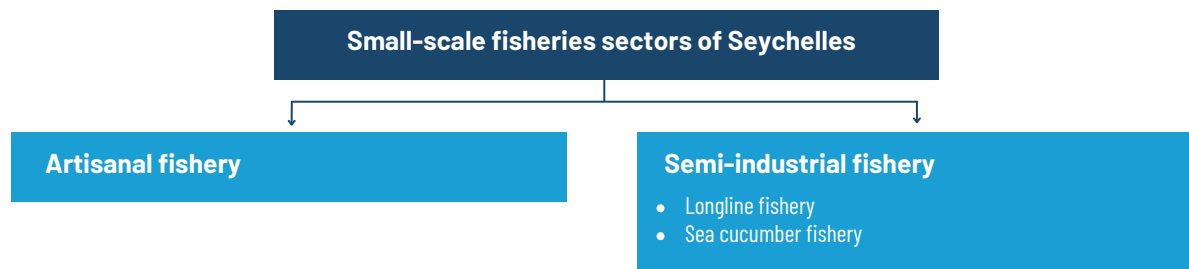 Small-scale fisheries sectors of Seychelles
Artisanal fishery
Semi-industrial fishery
• Longline fishery
• Sea cucumber fishery